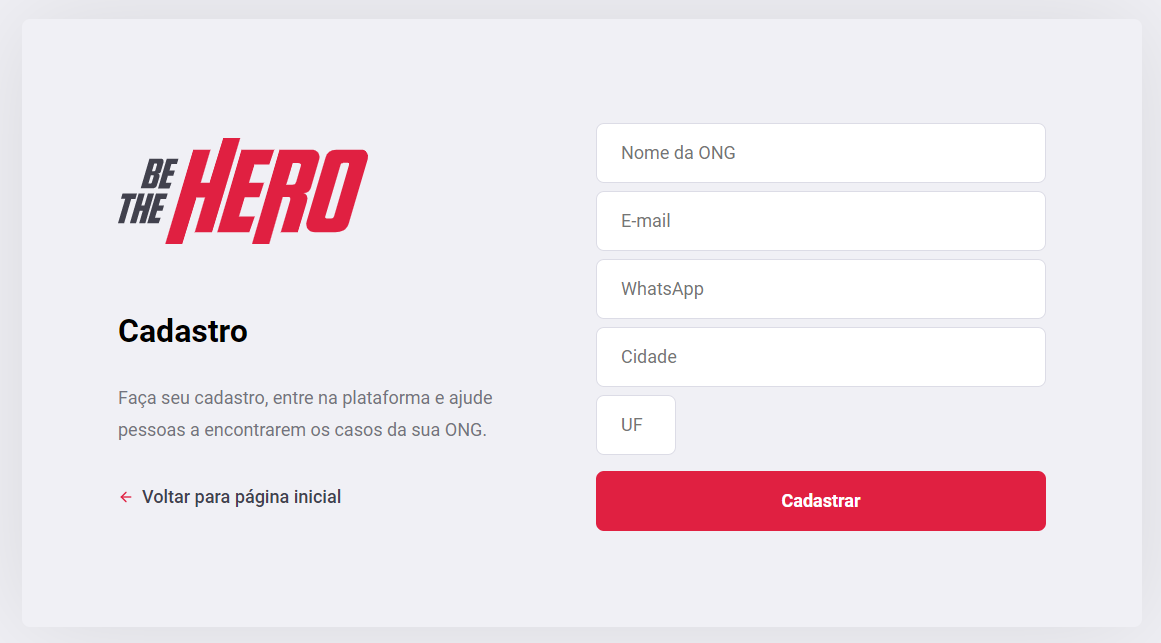 BE
THE
HERO
Cadastro
Faça seu cadastro, entre na plataforma e ajude
pessoas a encontrarem os casos da sua ONG.
Voltar para página inicial
Nome da ONG
E-mail
WhatsApp
Cidade
UF
Cadastrar